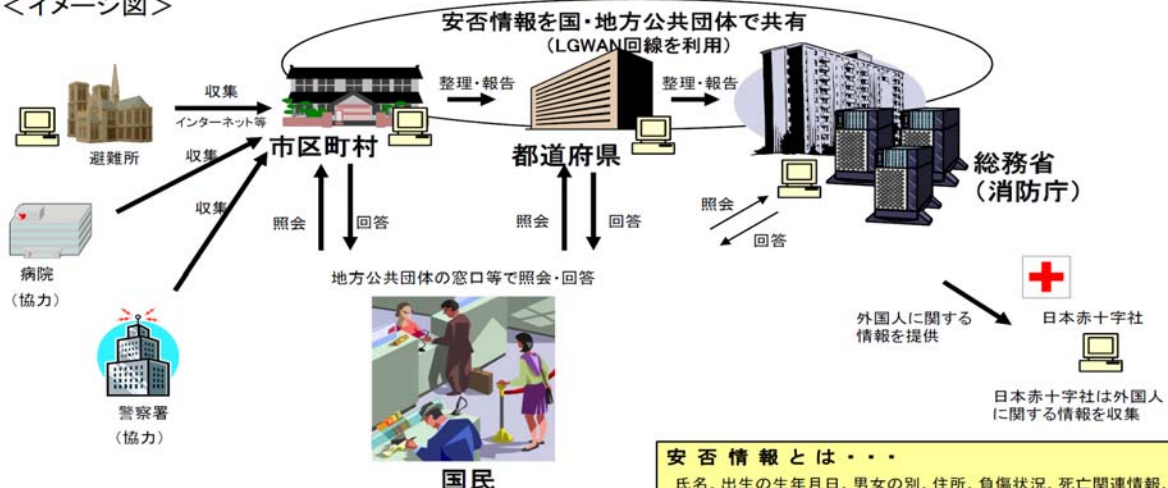 ＜イメージ図＞
安否情報を国・地方公共団体で共有
（LGWAN回線を利用）
収集
インターネット等
避難所
収集
市区町村
整理・報告
都道府県
整理・報告
総務省
（消防庁）
収集
病院
（協力）
照会
回答
照会
回答
照会
回答
地方公共団体の窓口等で照会・回答
警察署
（協力）
国民
外国人に関する
情報を提供
日本赤十字社
日本赤十字社は外国人
に関する情報を収集
安否情報とは・・・
氏名、出生の生年月日、男女の別、住所、負傷状況、死亡関連情報、